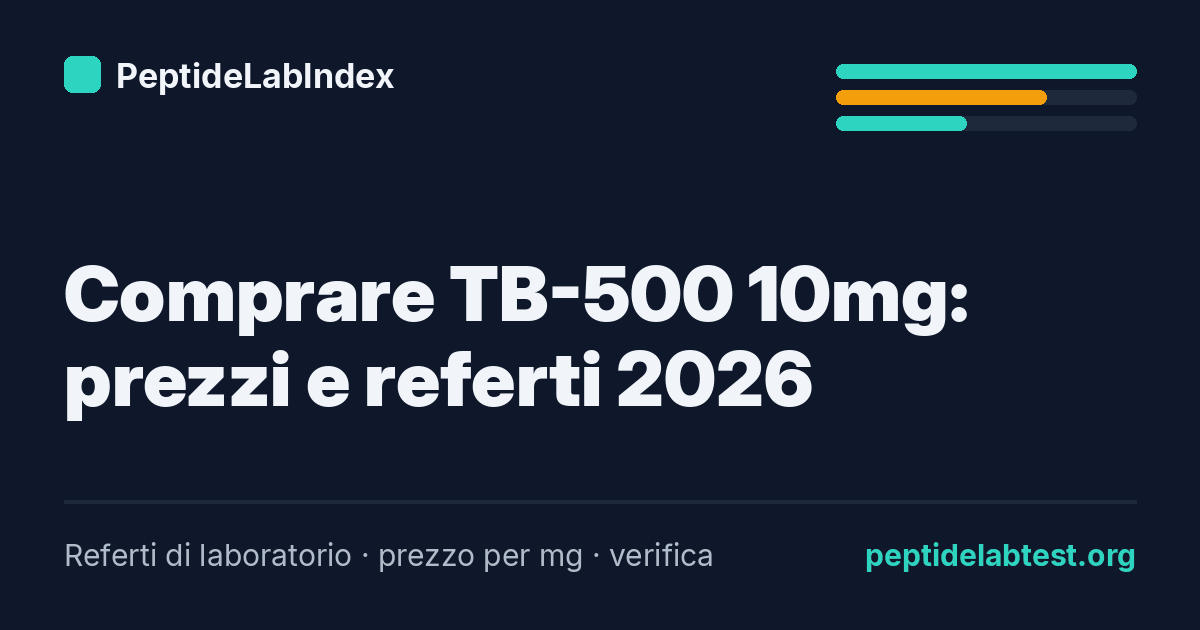 PeptideLabIndex
Comprare TB-500 10mg:
prezzi e referti 2026
Referti di laboratorio · prezzo per mg · verifica
peptidelabtest.org